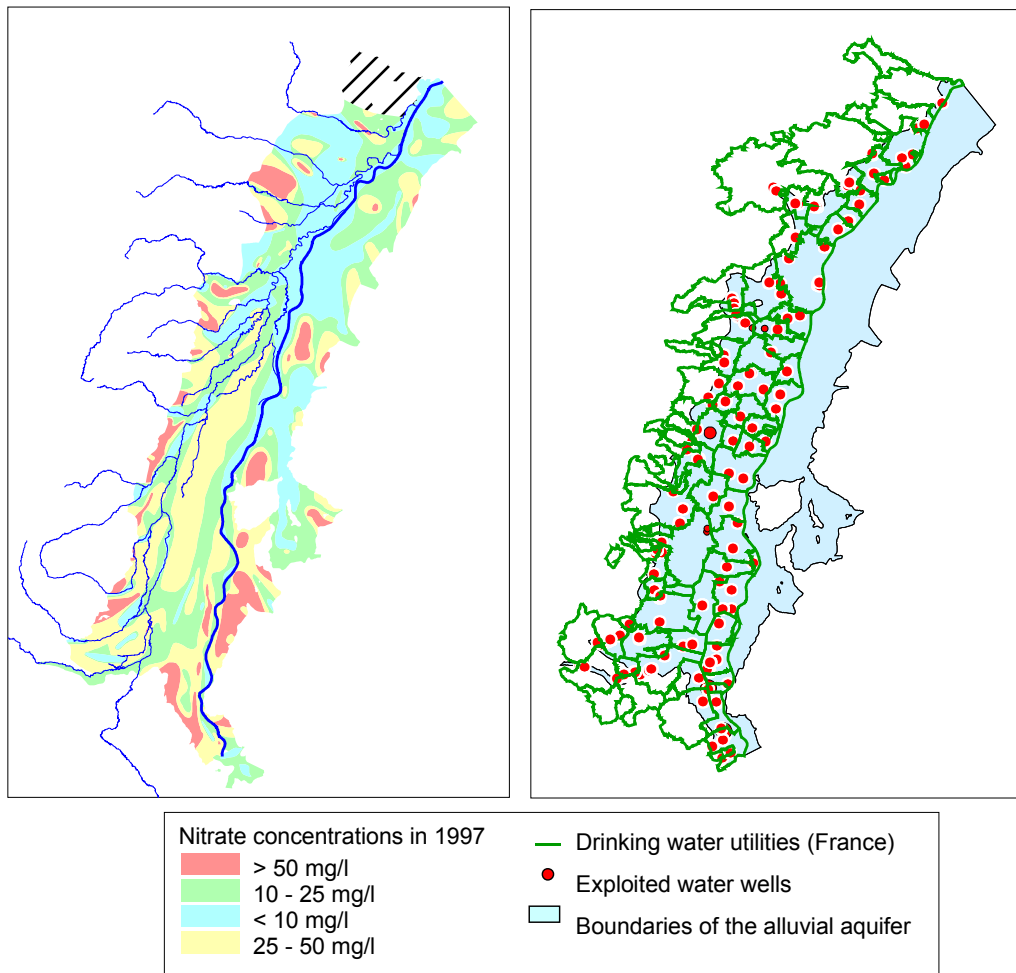 Nitrate concentrations in 1997
> 50 mg/l
10 - 25 mg/l
< 10 mg/l
25 - 50 mg/l
Drinking water utilities (France)
Exploited water wells
Boundaries of the alluvial aquifer